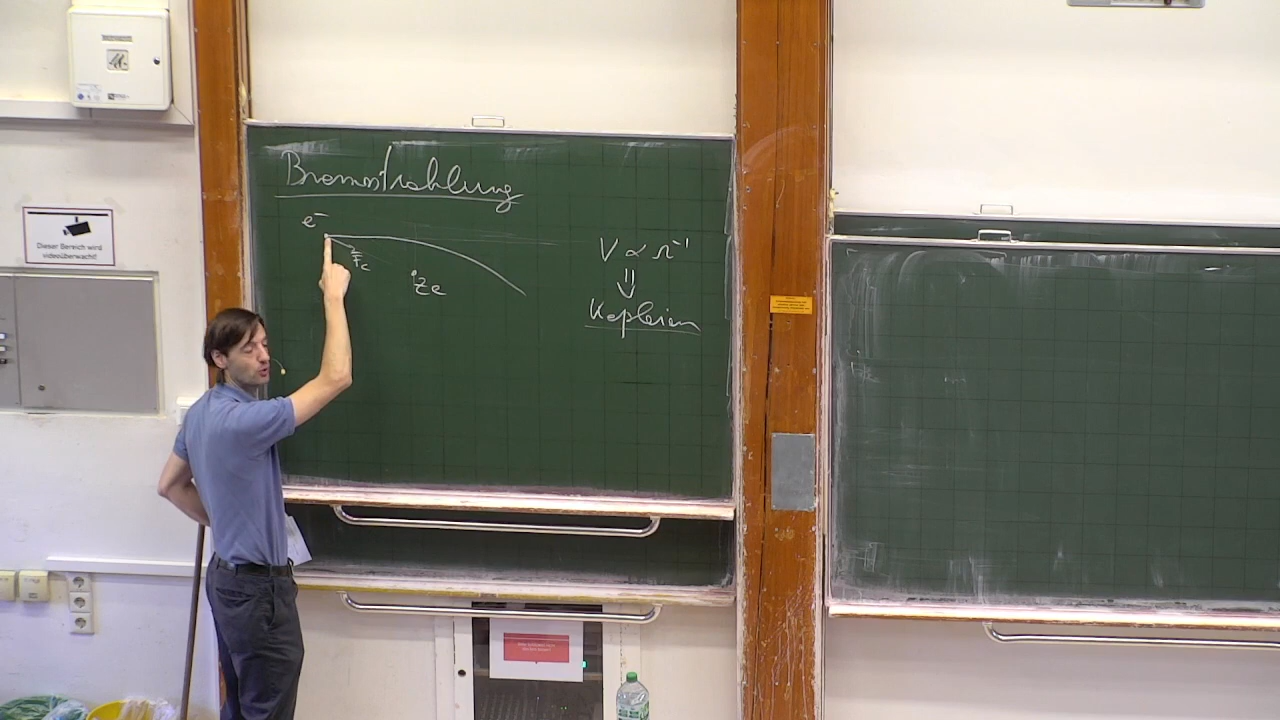 Bremsstrahlung
e⁻
F_c
Ze
V ∝ r⁻¹
⇓
Keplerian
Dieser Bereich wird
videoüberwacht!